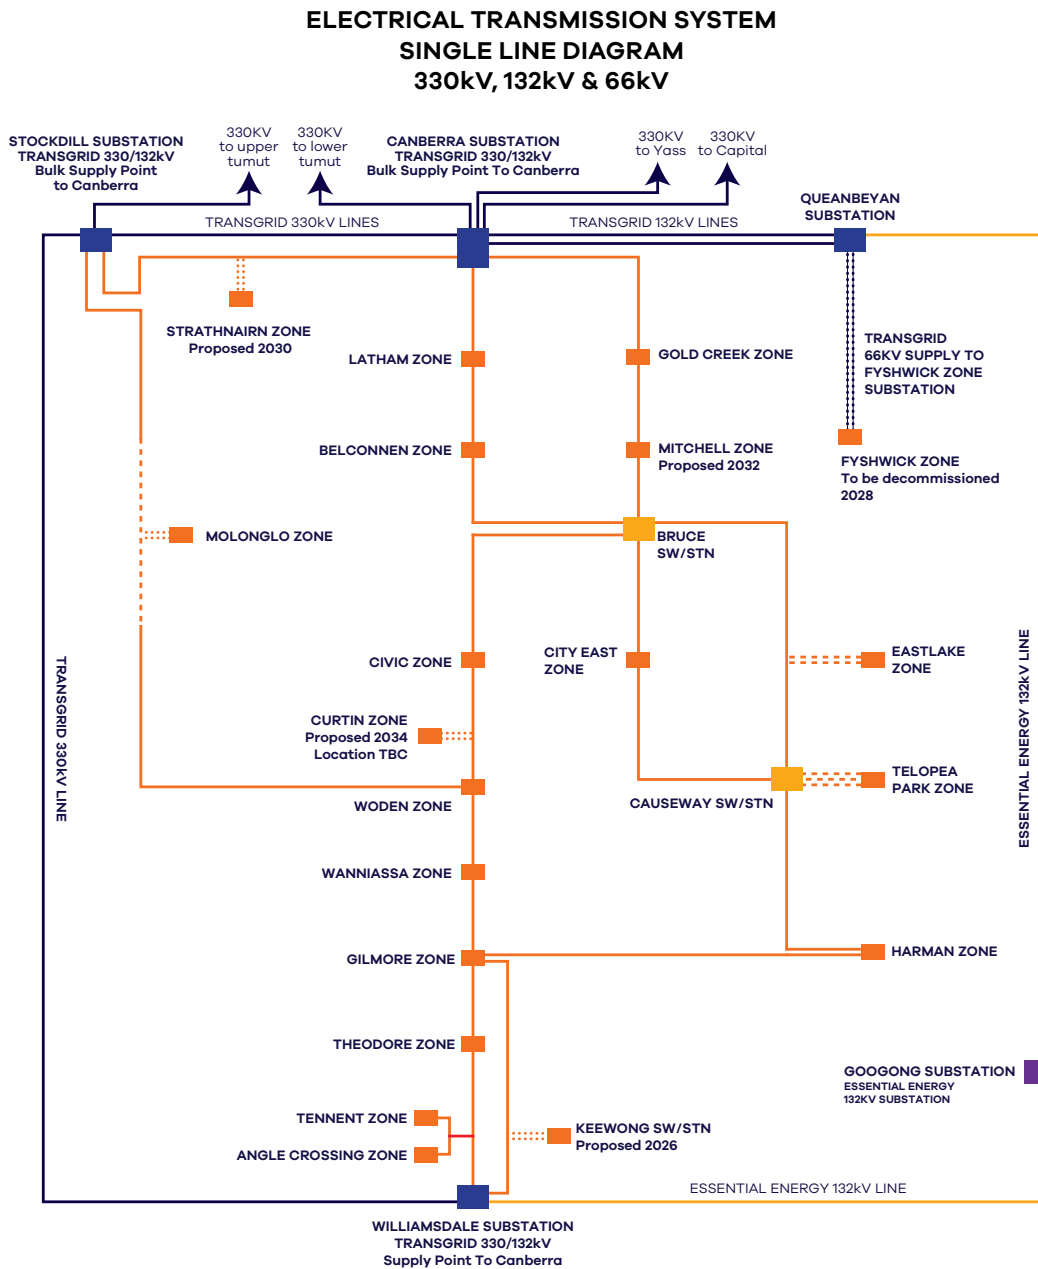 ELECTRICAL TRANSMISSION SYSTEM
SINGLE LINE DIAGRAM
330kV, 132kV & 66kV
STOCKDILL SUBSTATION
TRANSGRID 330/132kV
Bulk Supply Point
to Canberra
330KV
to upper
tumut
330KV
to lower
tumut
CANBERRA SUBSTATION
TRANSGRID 330/132kV
Bulk Supply Point To Canberra
330KV
to Yass
330KV
to Capital
QUEANBEYAN
SUBSTATION
TRANSGRID 330kV LINES
TRANSGRID 132kV LINES
STRATHNAIRN ZONE
Proposed 2030
LATHAM ZONE
GOLD CREEK ZONE
TRANSGRID
66KV SUPPLY TO
FYSHWICK ZONE
SUBSTATION
BELCONNEN ZONE
MITCHELL ZONE
Proposed 2032
FYSHWICK ZONE
To be decommissioned
2028
MOLONGLO ZONE
BRUCE
SW/STN
TRANSGRID 330kV LINE
CIVIC ZONE
CITY EAST
ZONE
EASTLAKE
ZONE
ESSENTIAL ENERGY 132kV LINE
CURTIN ZONE
Proposed 2034
Location TBC
WODEN ZONE
CAUSEWAY SW/STN
TELOPEA
PARK ZONE
WANNIASSA ZONE
GILMORE ZONE
HARMAN ZONE
THEODORE ZONE
GOOGONG SUBSTATION
ESSENTIAL ENERGY
132KV SUBSTATION
TENNENT ZONE
ANGLE CROSSING ZONE
KEEWONG SW/STN
Proposed 2026
ESSENTIAL ENERGY 132kV LINE
WILLIAMSDALE SUBSTATION
TRANSGRID 330/132kV
Supply Point To Canberra